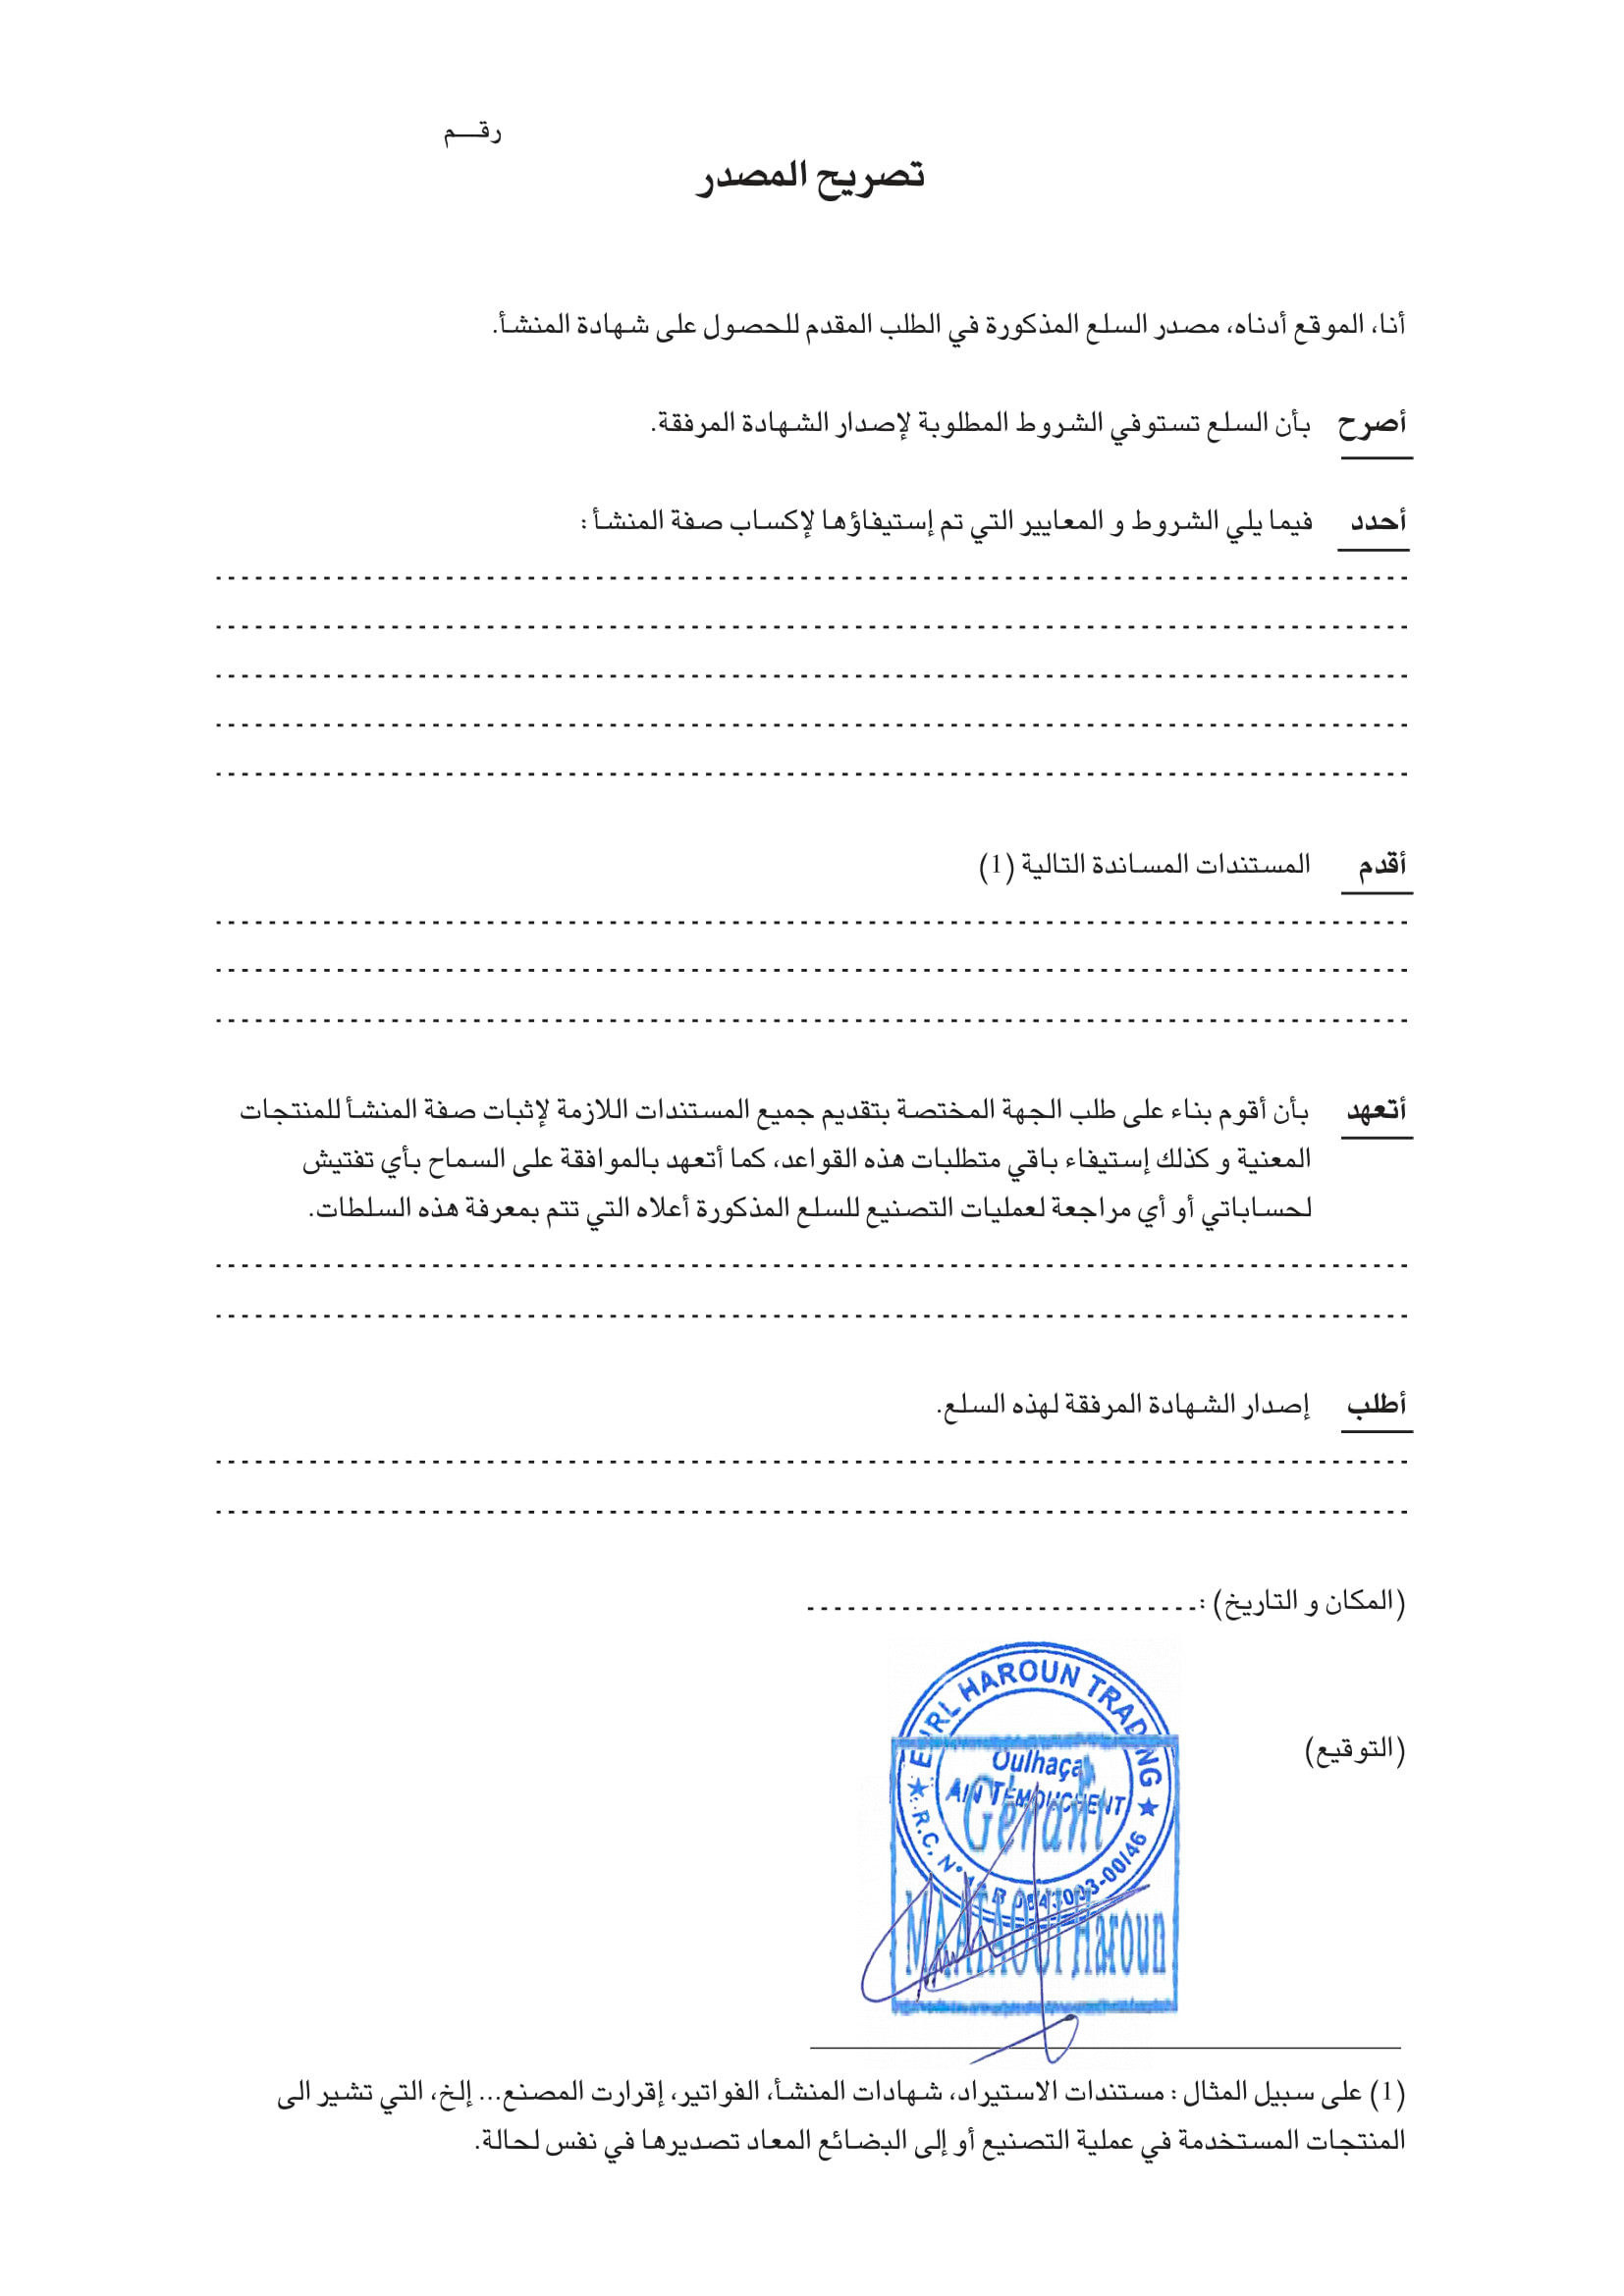 رقـــم
تصريح المصدر
أنا، الموقع أدناه، مصدر السلع المذكورة في الطلب المقدم للحصول على شهادة المنشأ.
أصرح بأن السلع تستوفي الشروط المطلوبة لإصدار الشهادة المرفقة.
أحدد فيما يلي الشروط و المعايير التي تم إستيفاؤها لإكساب صفة المنشأ :
أقدم المستندات المساندة التالية (1)
أتعهد بأن أقوم بناء على طلب الجهة المختصة بتقديم جميع المستندات اللازمة لإثبات صفة المنشأ للمنتجات
المعنية و كذلك إستيفاء باقي متطلبات هذه القواعد، كما أتعهد بالموافقة على السماح بأي تفتيش
لحساباتي أو أي مراجعة لعمليات التصنيع للسلع المذكورة أعلاه التي تتم بمعرفة هذه السلطات.
أطلب إصدار الشهادة المرفقة لهذه السلع.
(المكان و التاريخ) :
(التوقيع)
EURL HAROUN TRADING
Oulhaça
AIN TEMOUCHENT
Gérant
R.C. N°
MAATAOUI Haroun
(1) على سبيل المثال : مستندات الاستيراد، شهادات المنشأ، الفواتير، إقرارت المصنع... إلخ، التي تشير الى
المنتجات المستخدمة في عملية التصنيع أو إلى البضائع المعاد تصديرها في نفس لحالة.